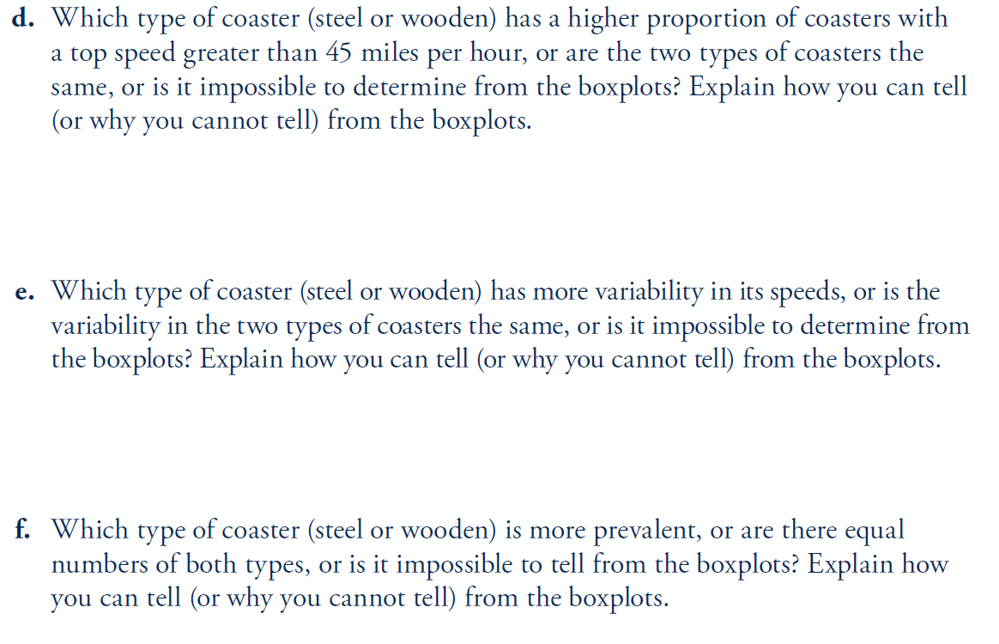 d. Which type of coaster (steel or wooden) has a higher proportion of coasters with
a top speed greater than 45 miles per hour, or are the two types of coasters the
same, or is it impossible to determine from the boxplots? Explain how you can tell
(or why you cannot tell) from the boxplots.
e. Which type of coaster (steel or wooden) has more variability in its speeds, or is the
variability in the two types of coasters the same, or is it impossible to determine from
the boxplots? Explain how you can tell (or why you cannot tell) from the boxplots.
f. Which type of coaster (steel or wooden) is more prevalent, or are there equal
numbers of both types, or is it impossible to tell from the boxplots? Explain how
you can tell (or why you cannot tell) from the boxplots.